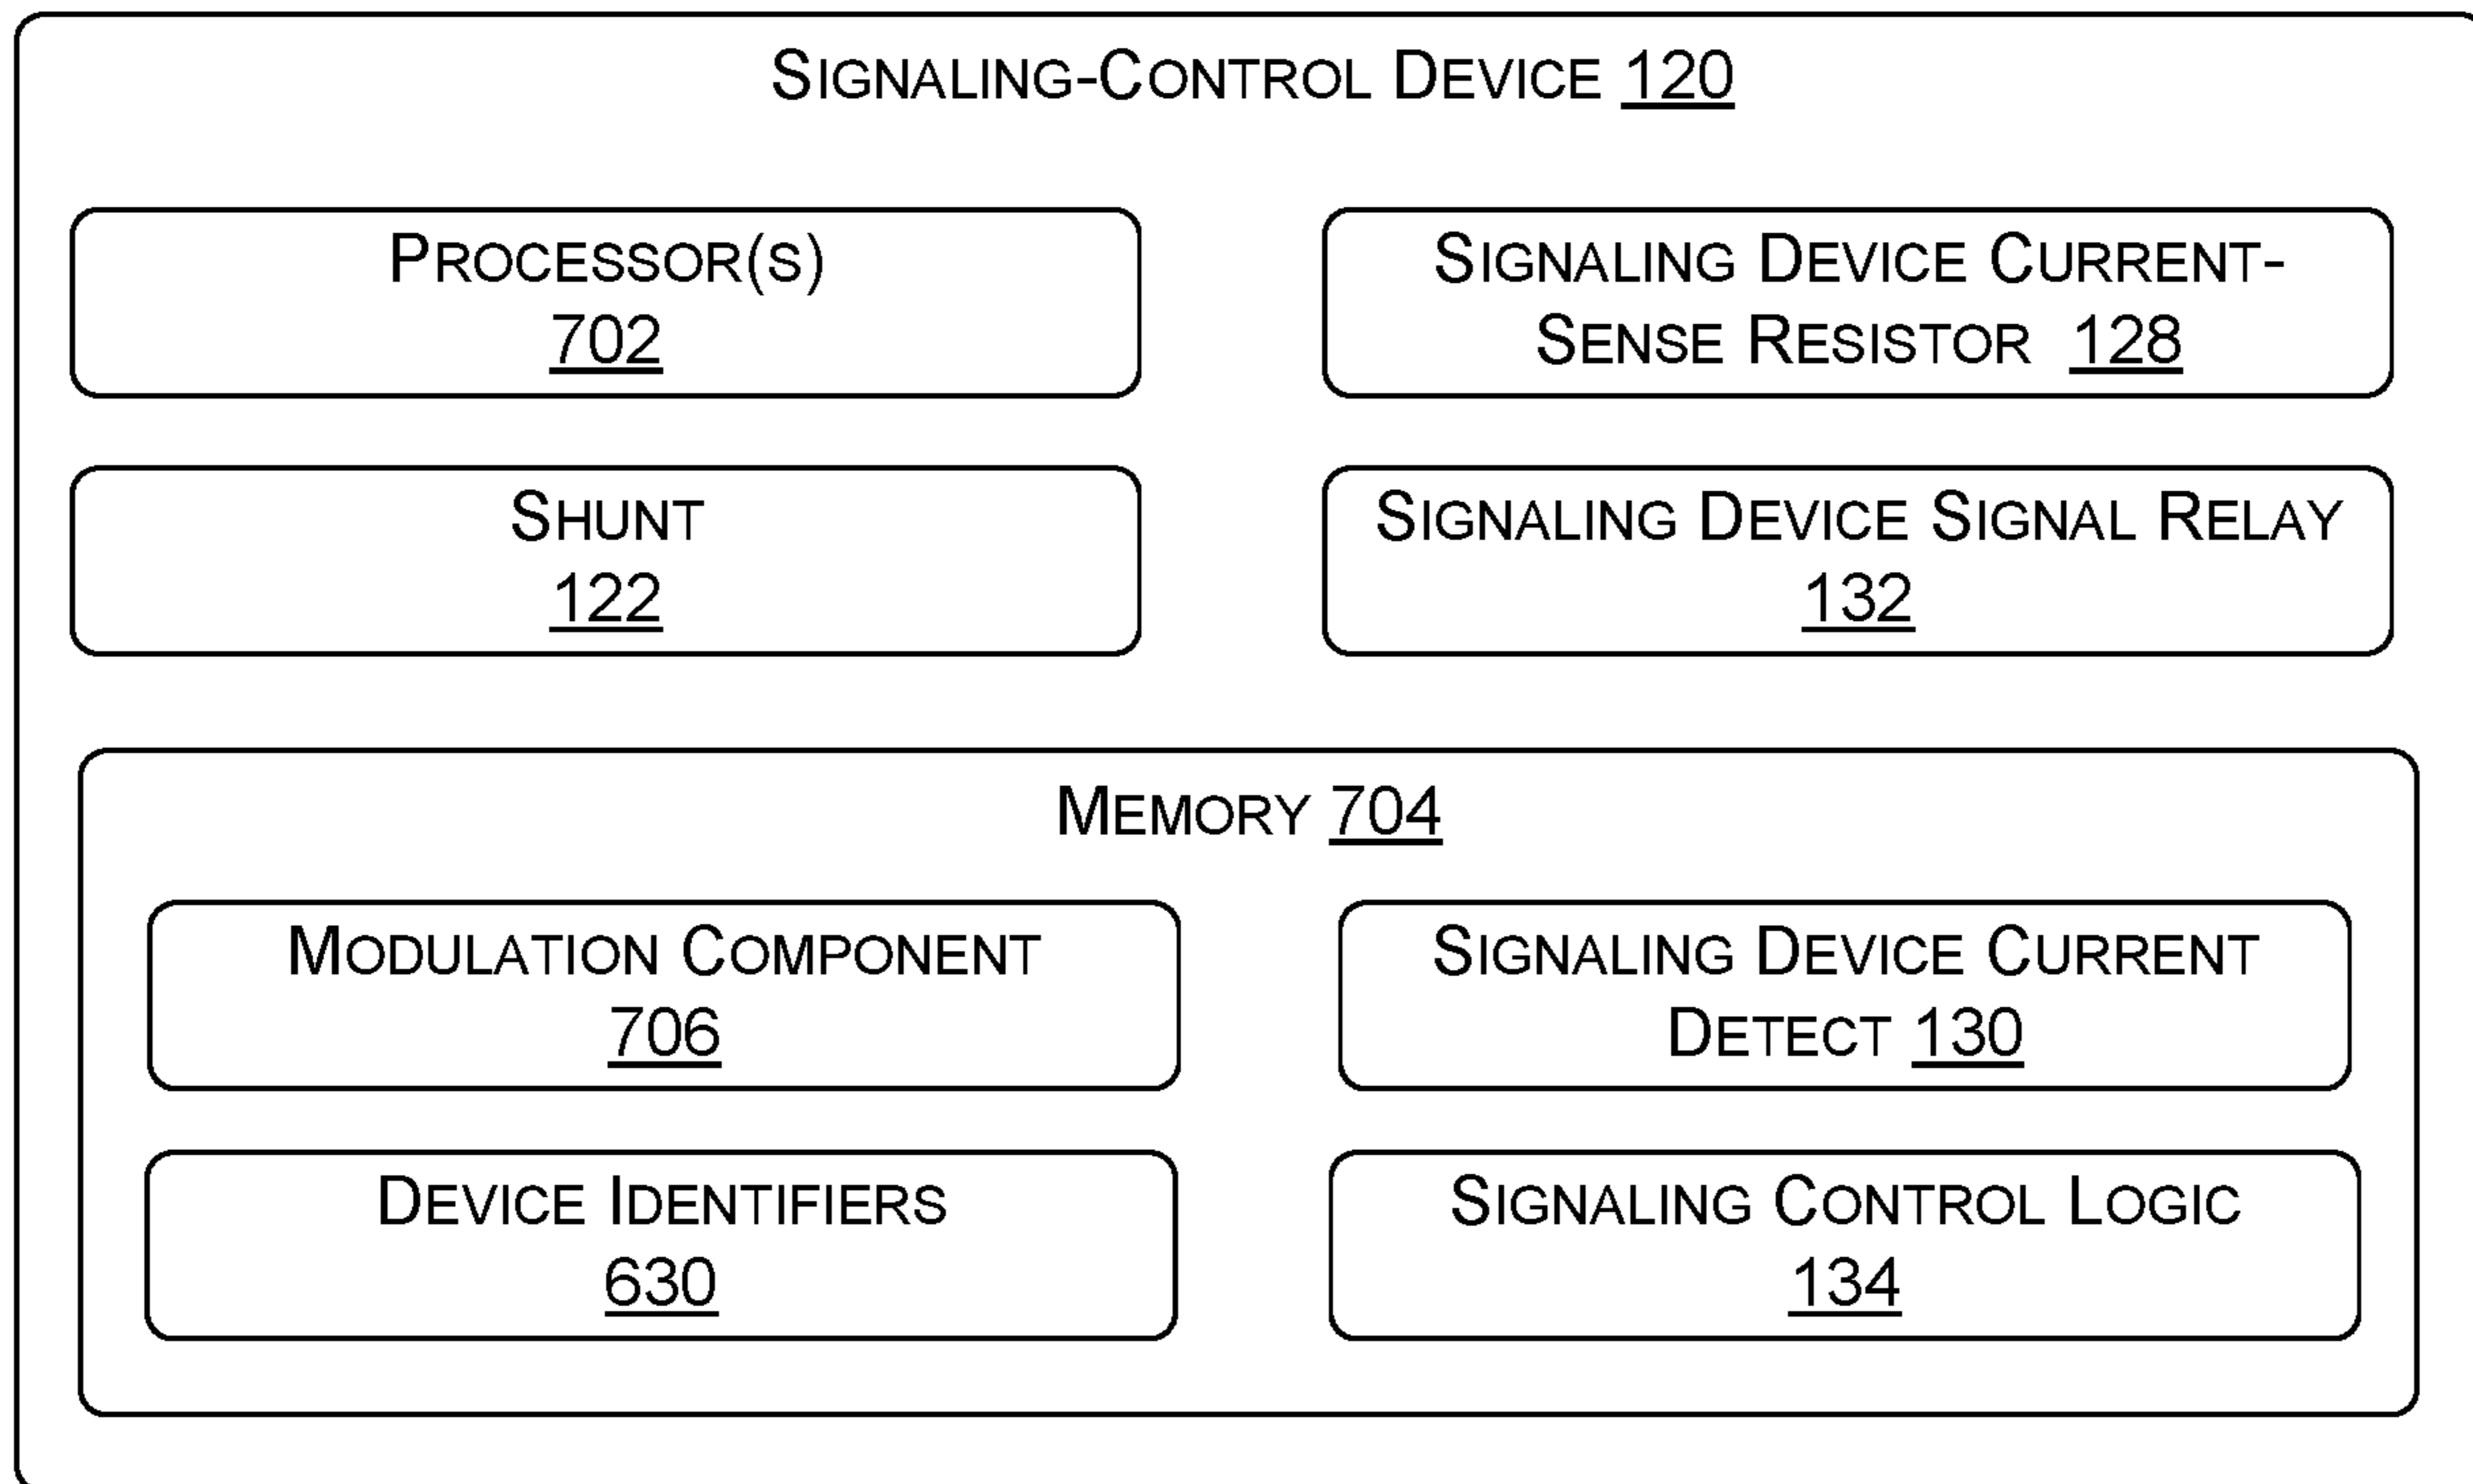 SIGNALING-CONTROL DEVICE 120
PROCESSOR(S)
702
SIGNALING DEVICE CURRENT-
SENSE RESISTOR 128
SHUNT
122
SIGNALING DEVICE SIGNAL RELAY
132
MEMORY 704
MODULATION COMPONENT
706
SIGNALING DEVICE CURRENT
DETECT 130
DEVICE IDENTIFIERS
630
SIGNALING CONTROL LOGIC
134